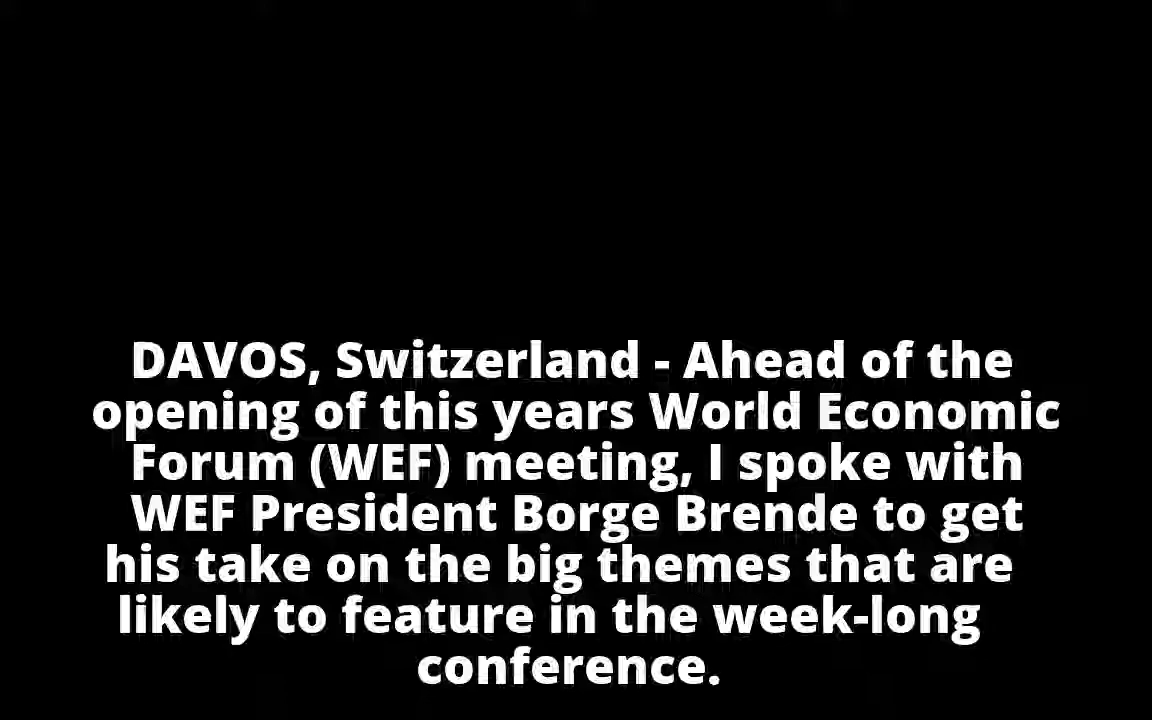 DAVOS, Switzerland - Ahead of the
opening of this years World Economic
Forum (WEF) meeting, I spoke with
WEF President Borge Brende to get
his take on the big themes that are
likely to feature in the week-long
conference.